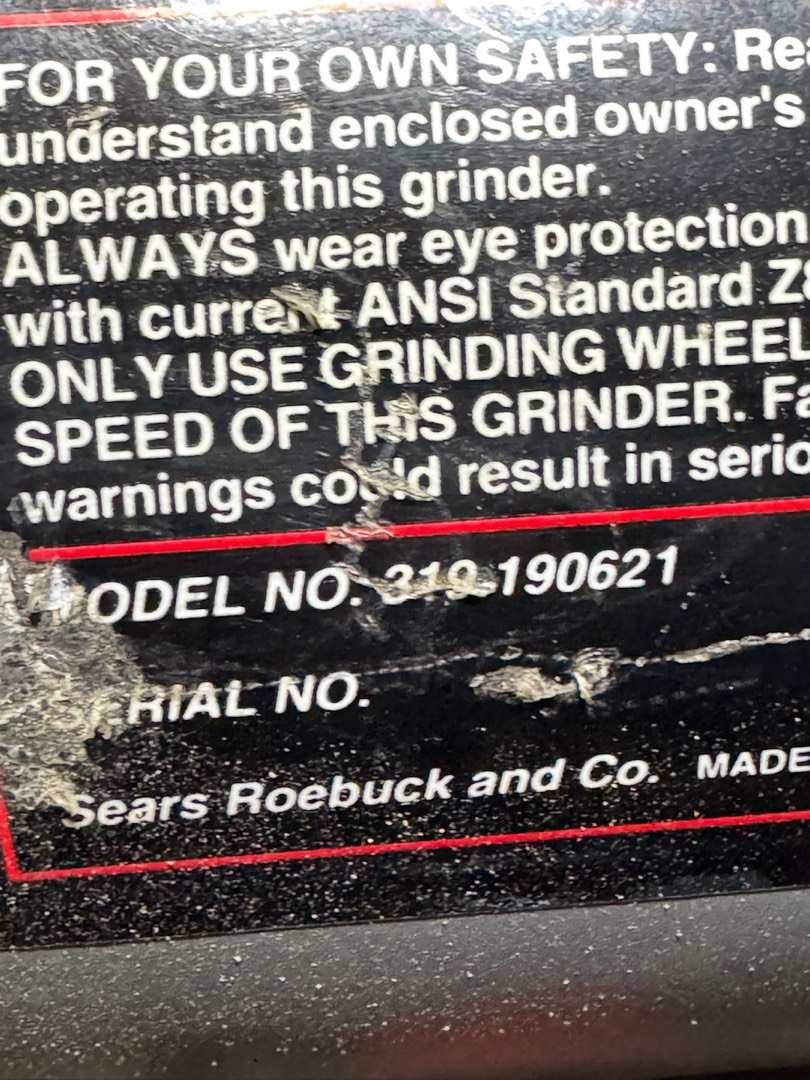 FOR YOUR OWN SAFETY: Rea
understand enclosed owner's
operating this grinder.
ALWAYS wear eye protection
with current ANSI Standard Z
ONLY USE GRINDING WHEEL
SPEED OF THIS GRINDER. Fa
warnings could result in serio
MODEL NO. 319.190621
SERIAL NO.
Sears Roebuck and Co. MADE